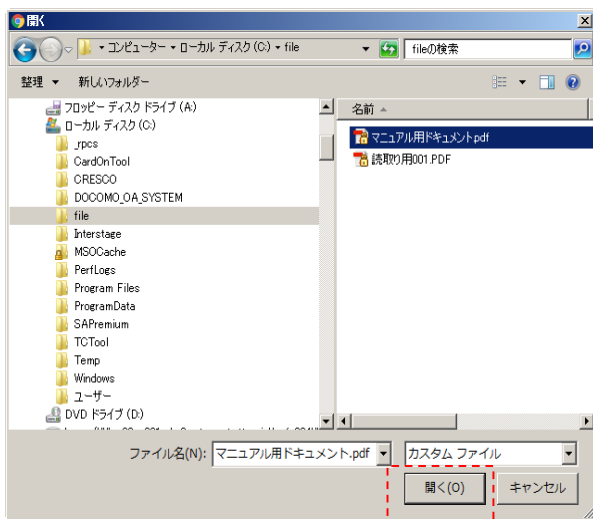 開く
コンピューター ▾ ローカル ディスク (C:) ▾ file
fileの検索
整理 ▼ 新しいフォルダー
フロッピー ディスク ドライブ (A:)
ローカル ディスク (C:)
_rpcs
CardOnTool
CRESCO
DOCOMO_OA_SYSTEM
file
Interstage
MSOCache
PerfLogs
Program Files
ProgramData
SAPremium
TCTool
Temp
Windows
ユーザー
DVD ドライブ (D:)
名前
マニュアル用ドキュメント.pdf
読取り用001.PDF
ファイル名(N): マニュアル用ドキュメント.pdf
カスタム ファイル
開く(O)
キャンセル